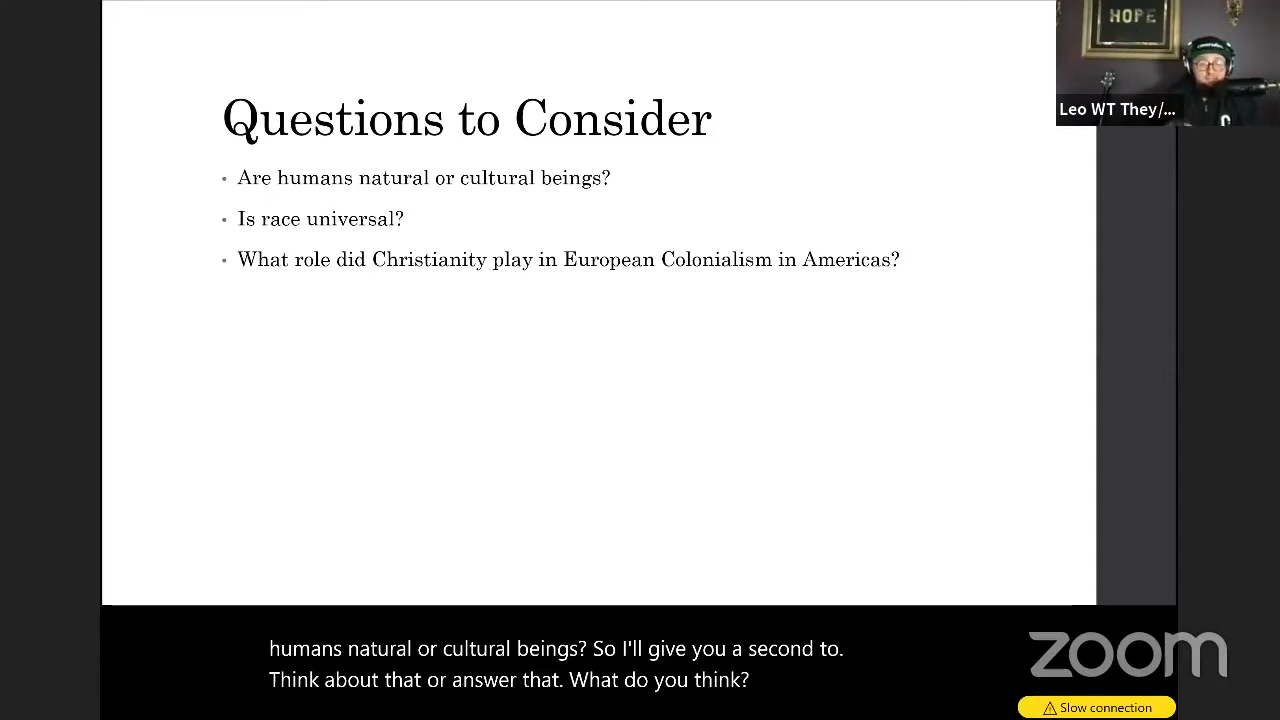 HOPE
Leo WT They/...
Questions to Consider
• Are humans natural or cultural beings?
• Is race universal?
• What role did Christianity play in European Colonialism in Americas?
humans natural or cultural beings? So I'll give you a second to.
Think about that or answer that. What do you think?
zoom
Slow connection